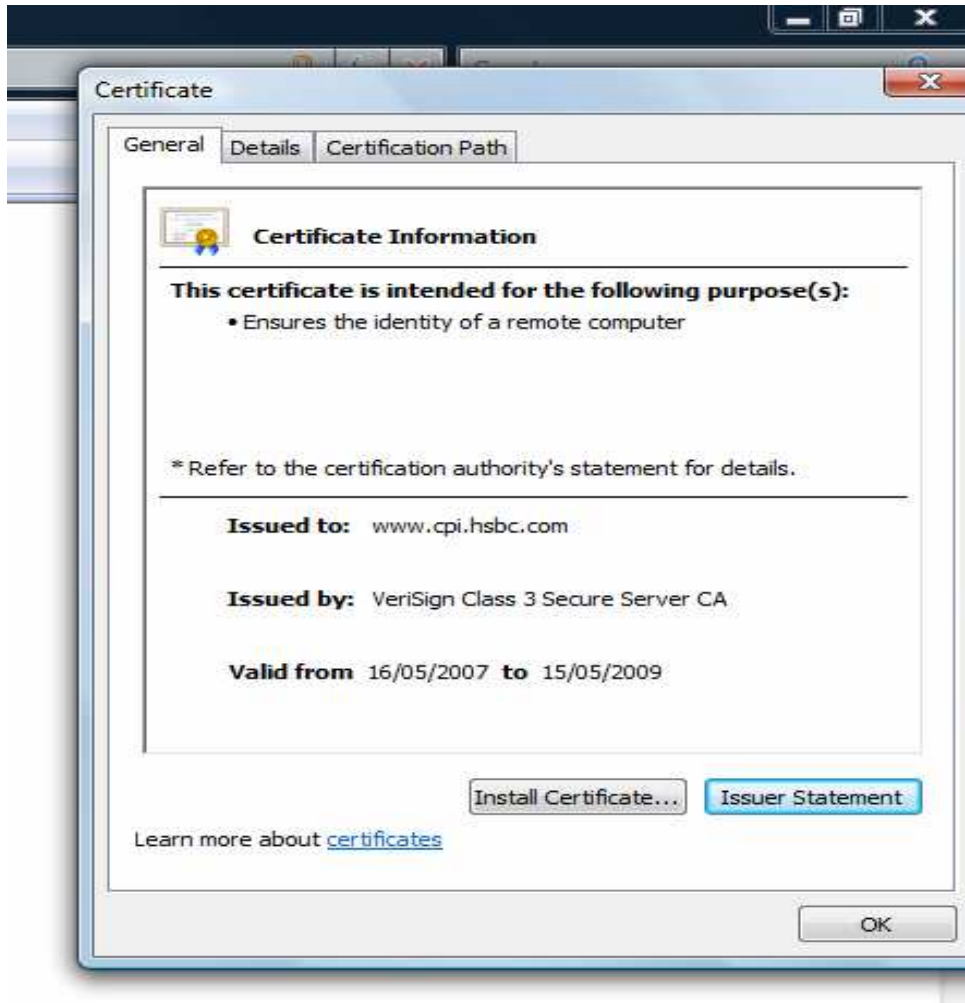 Certificate
General Details Certification Path
Certificate Information
This certificate is intended for the following purpose(s):
• Ensures the identity of a remote computer
* Refer to the certification authority's statement for details.
Issued to: www.cpi.hsbc.com
Issued by: VeriSign Class 3 Secure Server CA
Valid from 16/05/2007 to 15/05/2009
Install Certificate... Issuer Statement
Learn more about certificates
OK